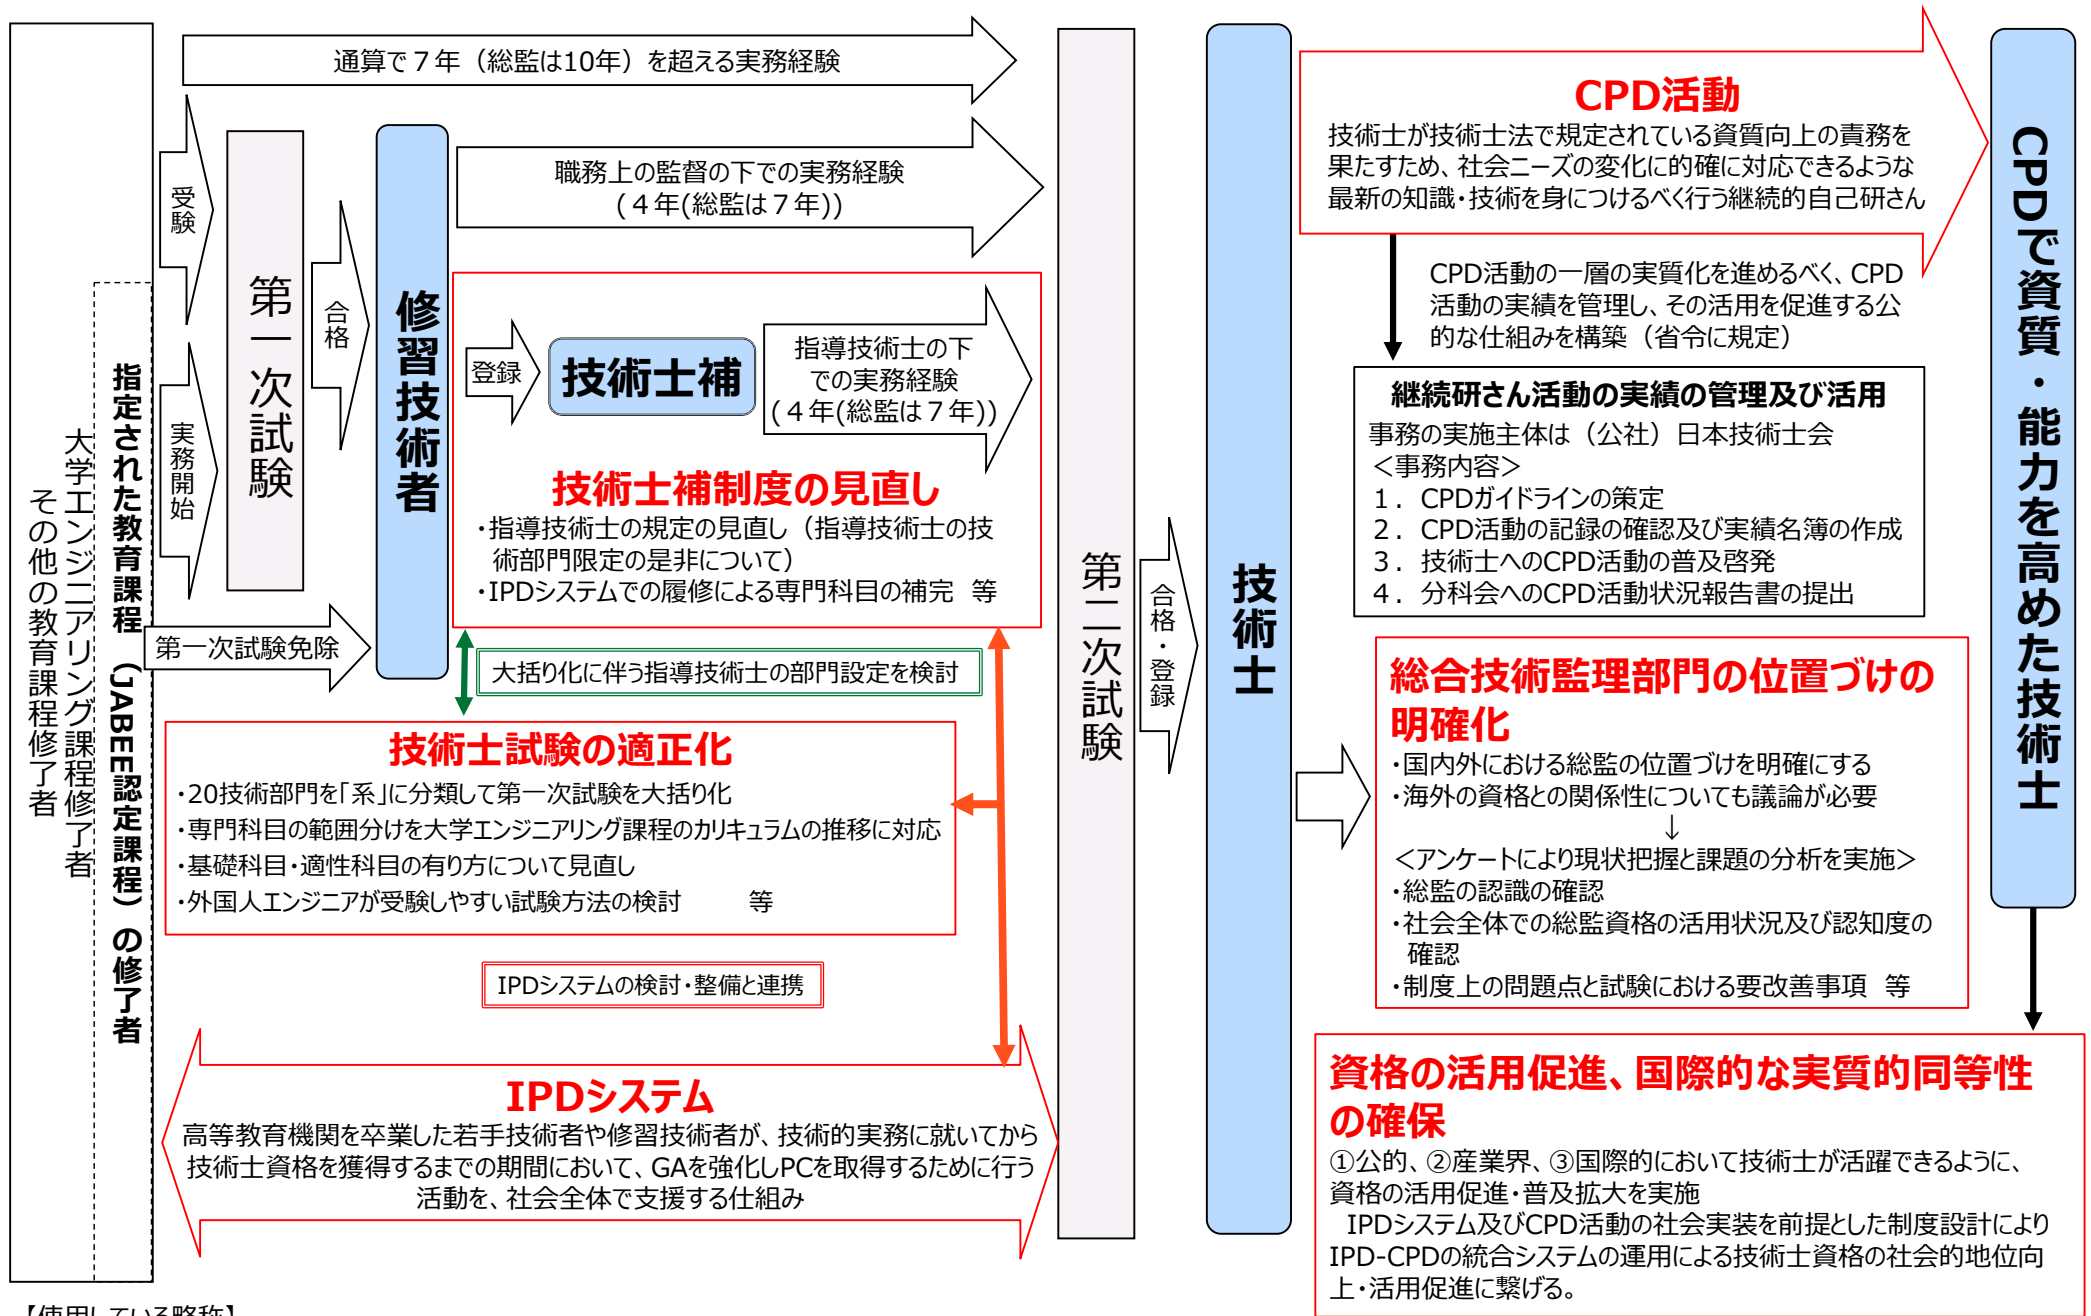 大学エンジニアリング課程修了者
その他の教育課程修了者
指定された教育課程（JABEE認定課程）の修了者
通算で７年（総監は10年）を超える実務経験
受験
実務開始
第一次試験
合格
第一次試験免除
修習技術者
職務上の監督の下での実務経験
(４年(総監は７年))
登録
技術士補
指導技術士の下
での実務経験
(４年(総監は７年))
技術士補制度の見直し
・指導技術士の規定の見直し（指導技術士の技
術部門限定の是非について）
・IPDシステムでの履修による専門科目の補完　等
大括り化に伴う指導技術士の部門設定を検討
技術士試験の適正化
・20技術部門を「系」に分類して第一次試験を大括り化
・専門科目の範囲分けを大学エンジニアリング課程のカリキュラムの推移に対応
・基礎科目・適性科目の有り方について見直し
・外国人エンジニアが受験しやすい試験方法の検討　　　等
IPDシステムの検討・整備と連携
IPDシステム
高等教育機関を卒業した若手技術者や修習技術者が、技術的実務に就いてから
技術士資格を獲得するまでの期間において、GAを強化しPCを取得するために行う
活動を、社会全体で支援する仕組み
第二次試験
合格・登録
技術士
CPD活動
技術士が技術士法で規定されている資質向上の責務を
果たすため、社会ニーズの変化に的確に対応できるような
最新の知識・技術を身につけるべく行う継続的自己研さん
CPD活動の一層の実質化を進めるべく、CPD
活動の実績を管理し、その活用を促進する公
的な仕組みを構築（省令に規定）
継続研さん活動の実績の管理及び活用
事務の実施主体は（公社）日本技術士会
＜事務内容＞
１．CPDガイドラインの策定
２．CPD活動の記録の確認及び実績名簿の作成
３．技術士へのCPD活動の普及啓発
４．分科会へのCPD活動状況報告書の提出
総合技術監理部門の位置づけの
明確化
・国内外における総監の位置づけを明確にする
・海外の資格との関係性についても議論が必要
↓
＜アンケートにより現状把握と課題の分析を実施＞
・総監の認識の確認
・社会全体での総監資格の活用状況及び認知度の
確認
・制度上の問題点と試験における要改善事項　等
CPDで資質・能力を高めた技術士
資格の活用促進、国際的な実質的同等性
の確保
①公的、②産業界、③国際的において技術士が活躍できるように、
資格の活用促進・普及拡大を実施
IPDシステム及びCPD活動の社会実装を前提とした制度設計により
IPD-CPDの統合システムの運用による技術士資格の社会的地位向
上・活用促進に繋げる。
【使用している略称】